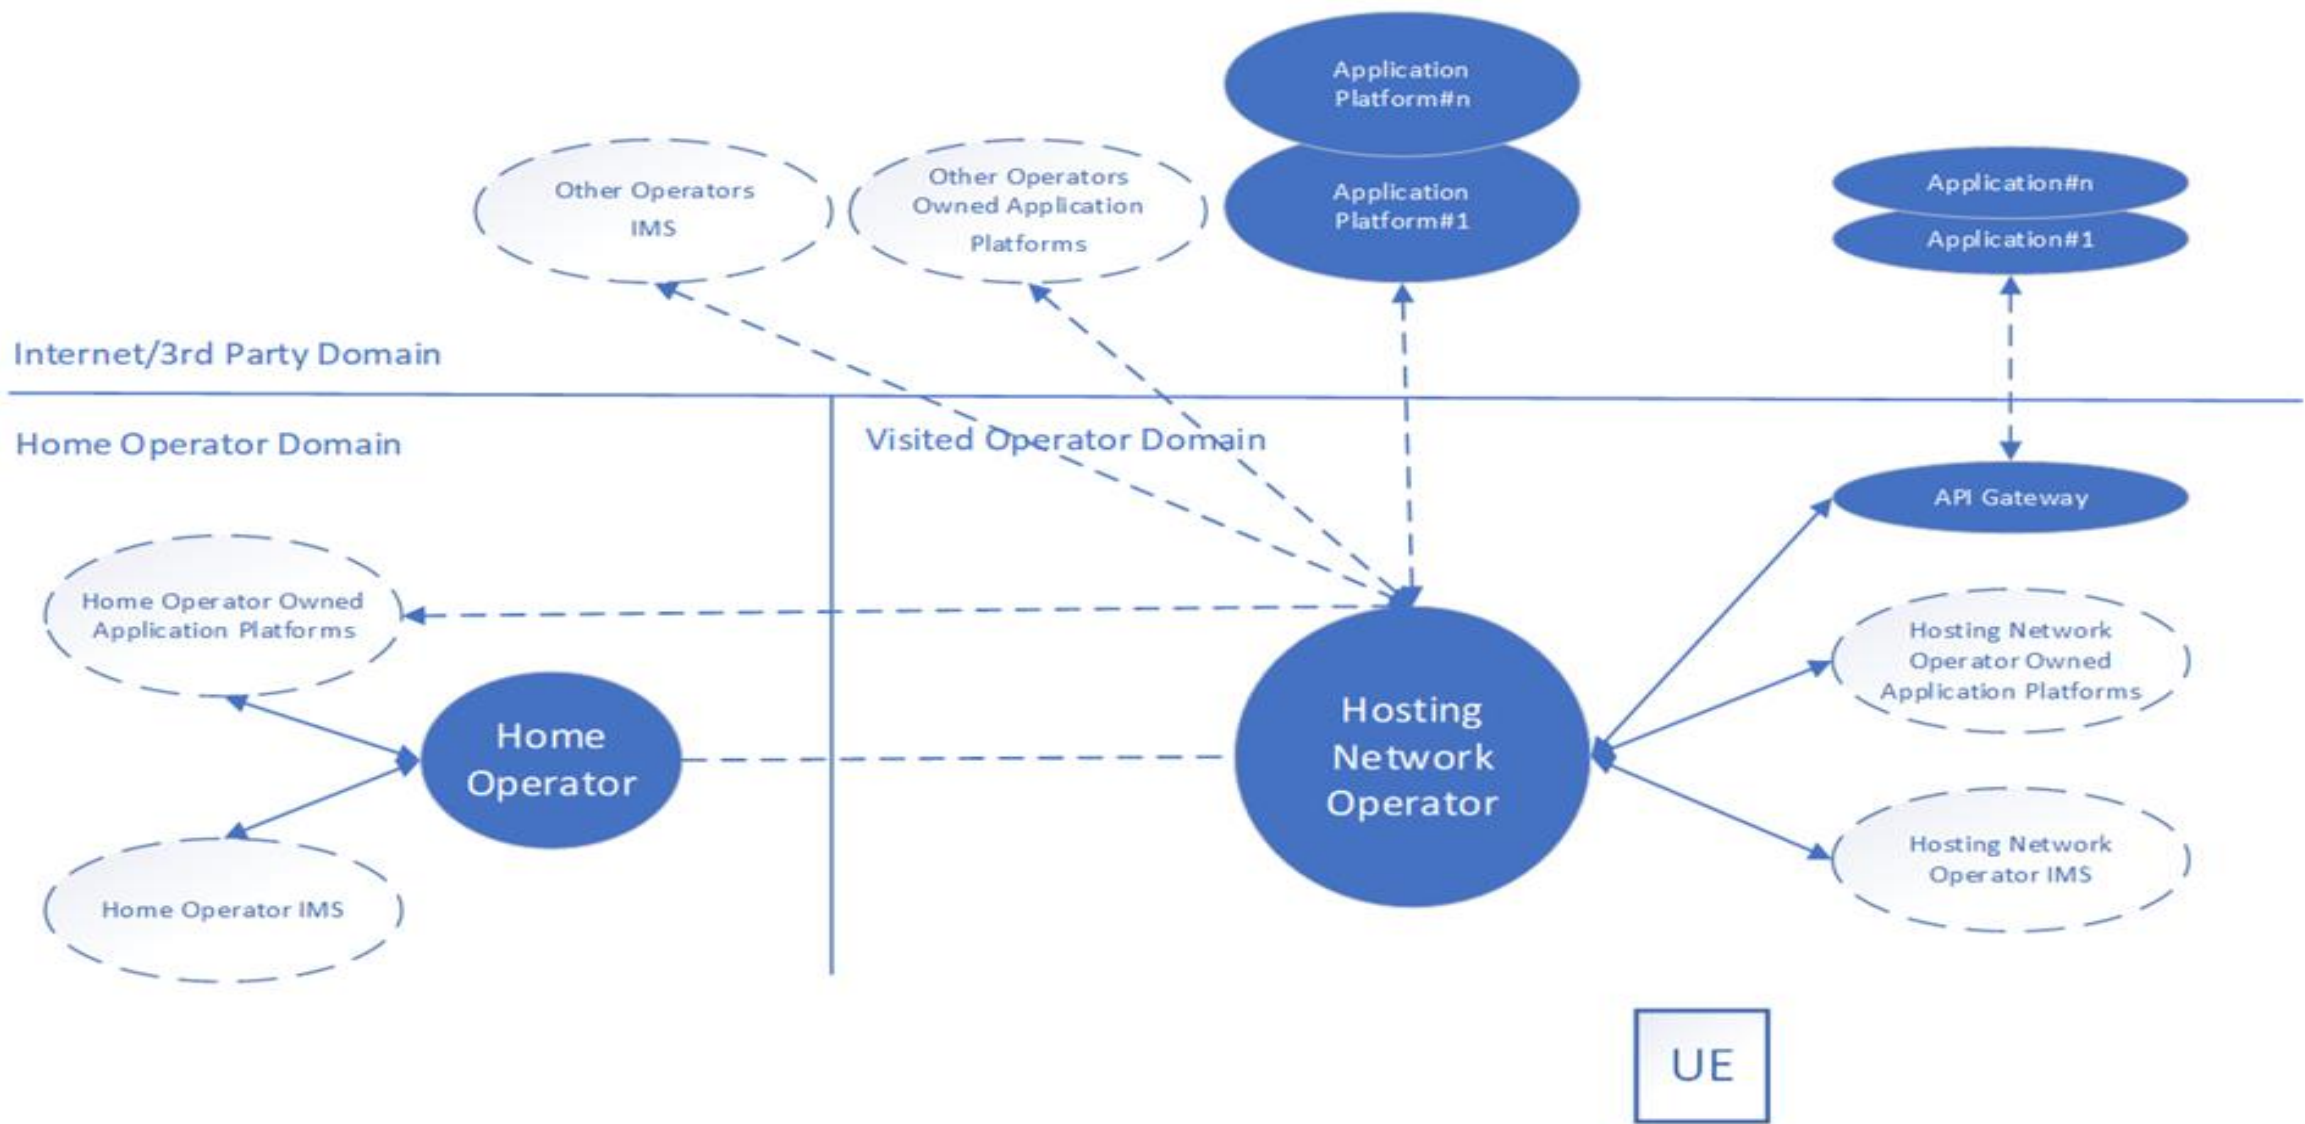 Application
Platform#n
Other Operators
IMS
Other Operators
Owned Application
Platforms
Application
Platform#1
Application#n
Application#1
Internet/3rd Party Domain
Home Operator Domain
Visited Operator Domain
API Gateway
Home Operator Owned
Application Platforms
Hosting Network
Operator Owned
Application Platforms
Home
Operator
Hosting
Network
Operator
Home Operator IMS
Hosting Network
Operator IMS
UE